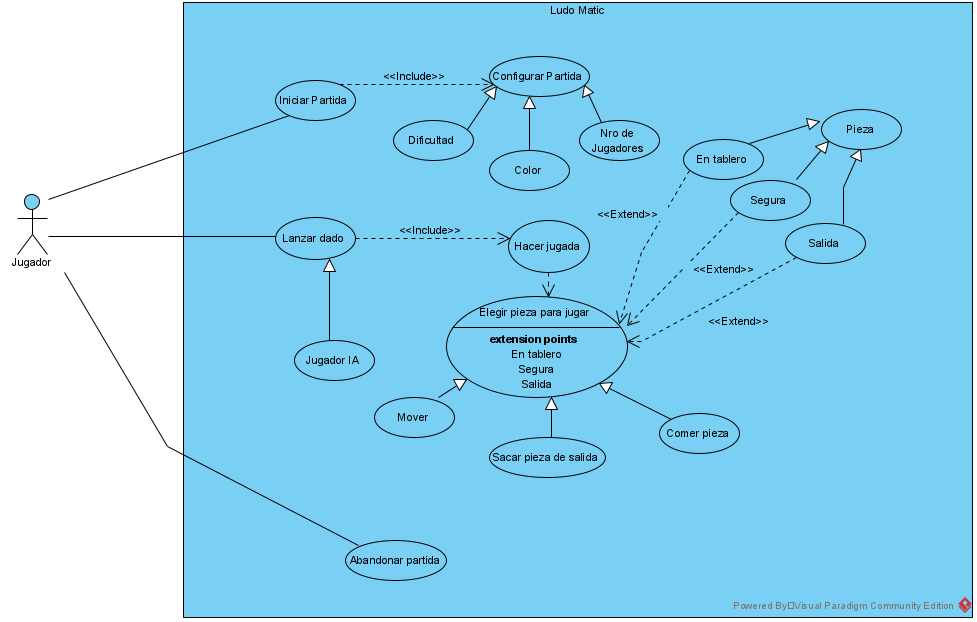 Ludo Matic
<<Include>>
Configurar Partida
Iniciar Partida
Dificultad
Color
Nro de
Jugadores
Pieza
En tablero
Segura
Salida
<<Extend>>
<<Extend>>
<<Extend>>
Jugador
Lanzar dado
<<Include>>
Hacer jugada
Elegir pieza para jugar
extension points
En tablero
Segura
Salida
Jugador IA
Mover
Sacar pieza de salida
Comer pieza
Abandonar partida
Powered By▯Visual Paradigm Community Edition